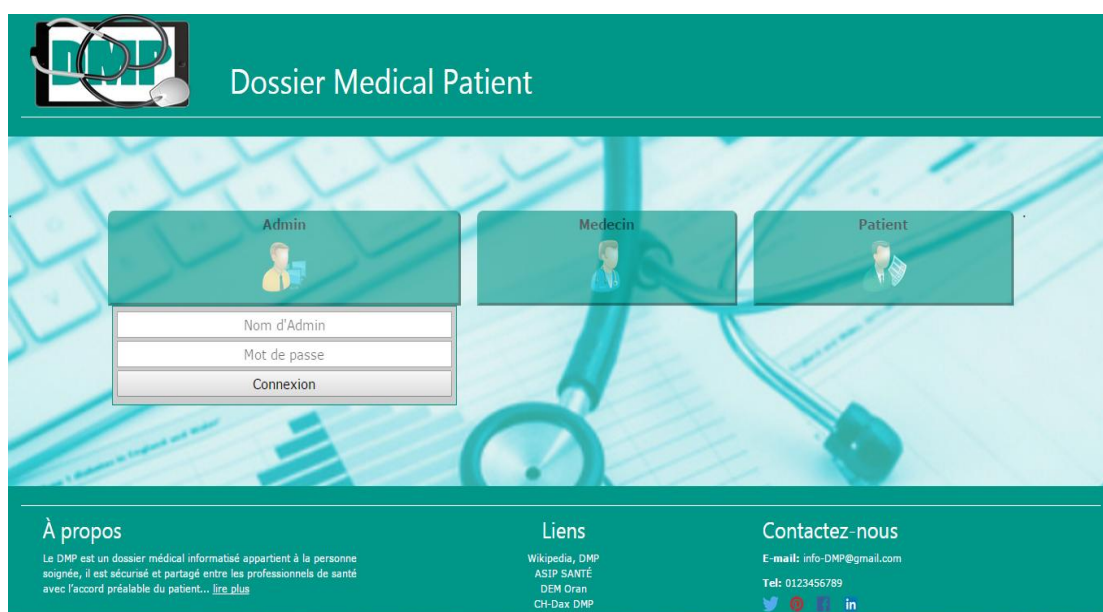 DMP
Dossier Medical Patient
Admin
Medecin
Patient
Nom d'Admin
Mot de passe
Connexion
À propos
Le DMP est un dossier médical informatisé appartient à la personne
soignée, il est sécurisé et partagé entre les professionnels de santé
avec l'accord préalable du patient... lire plus
Liens
Wikipedia, DMP
ASIP SANTÉ
DEM Oran
CH-Dax DMP
Contactez-nous
E-mail: info-DMP@gmail.com
Tel: 0123456789